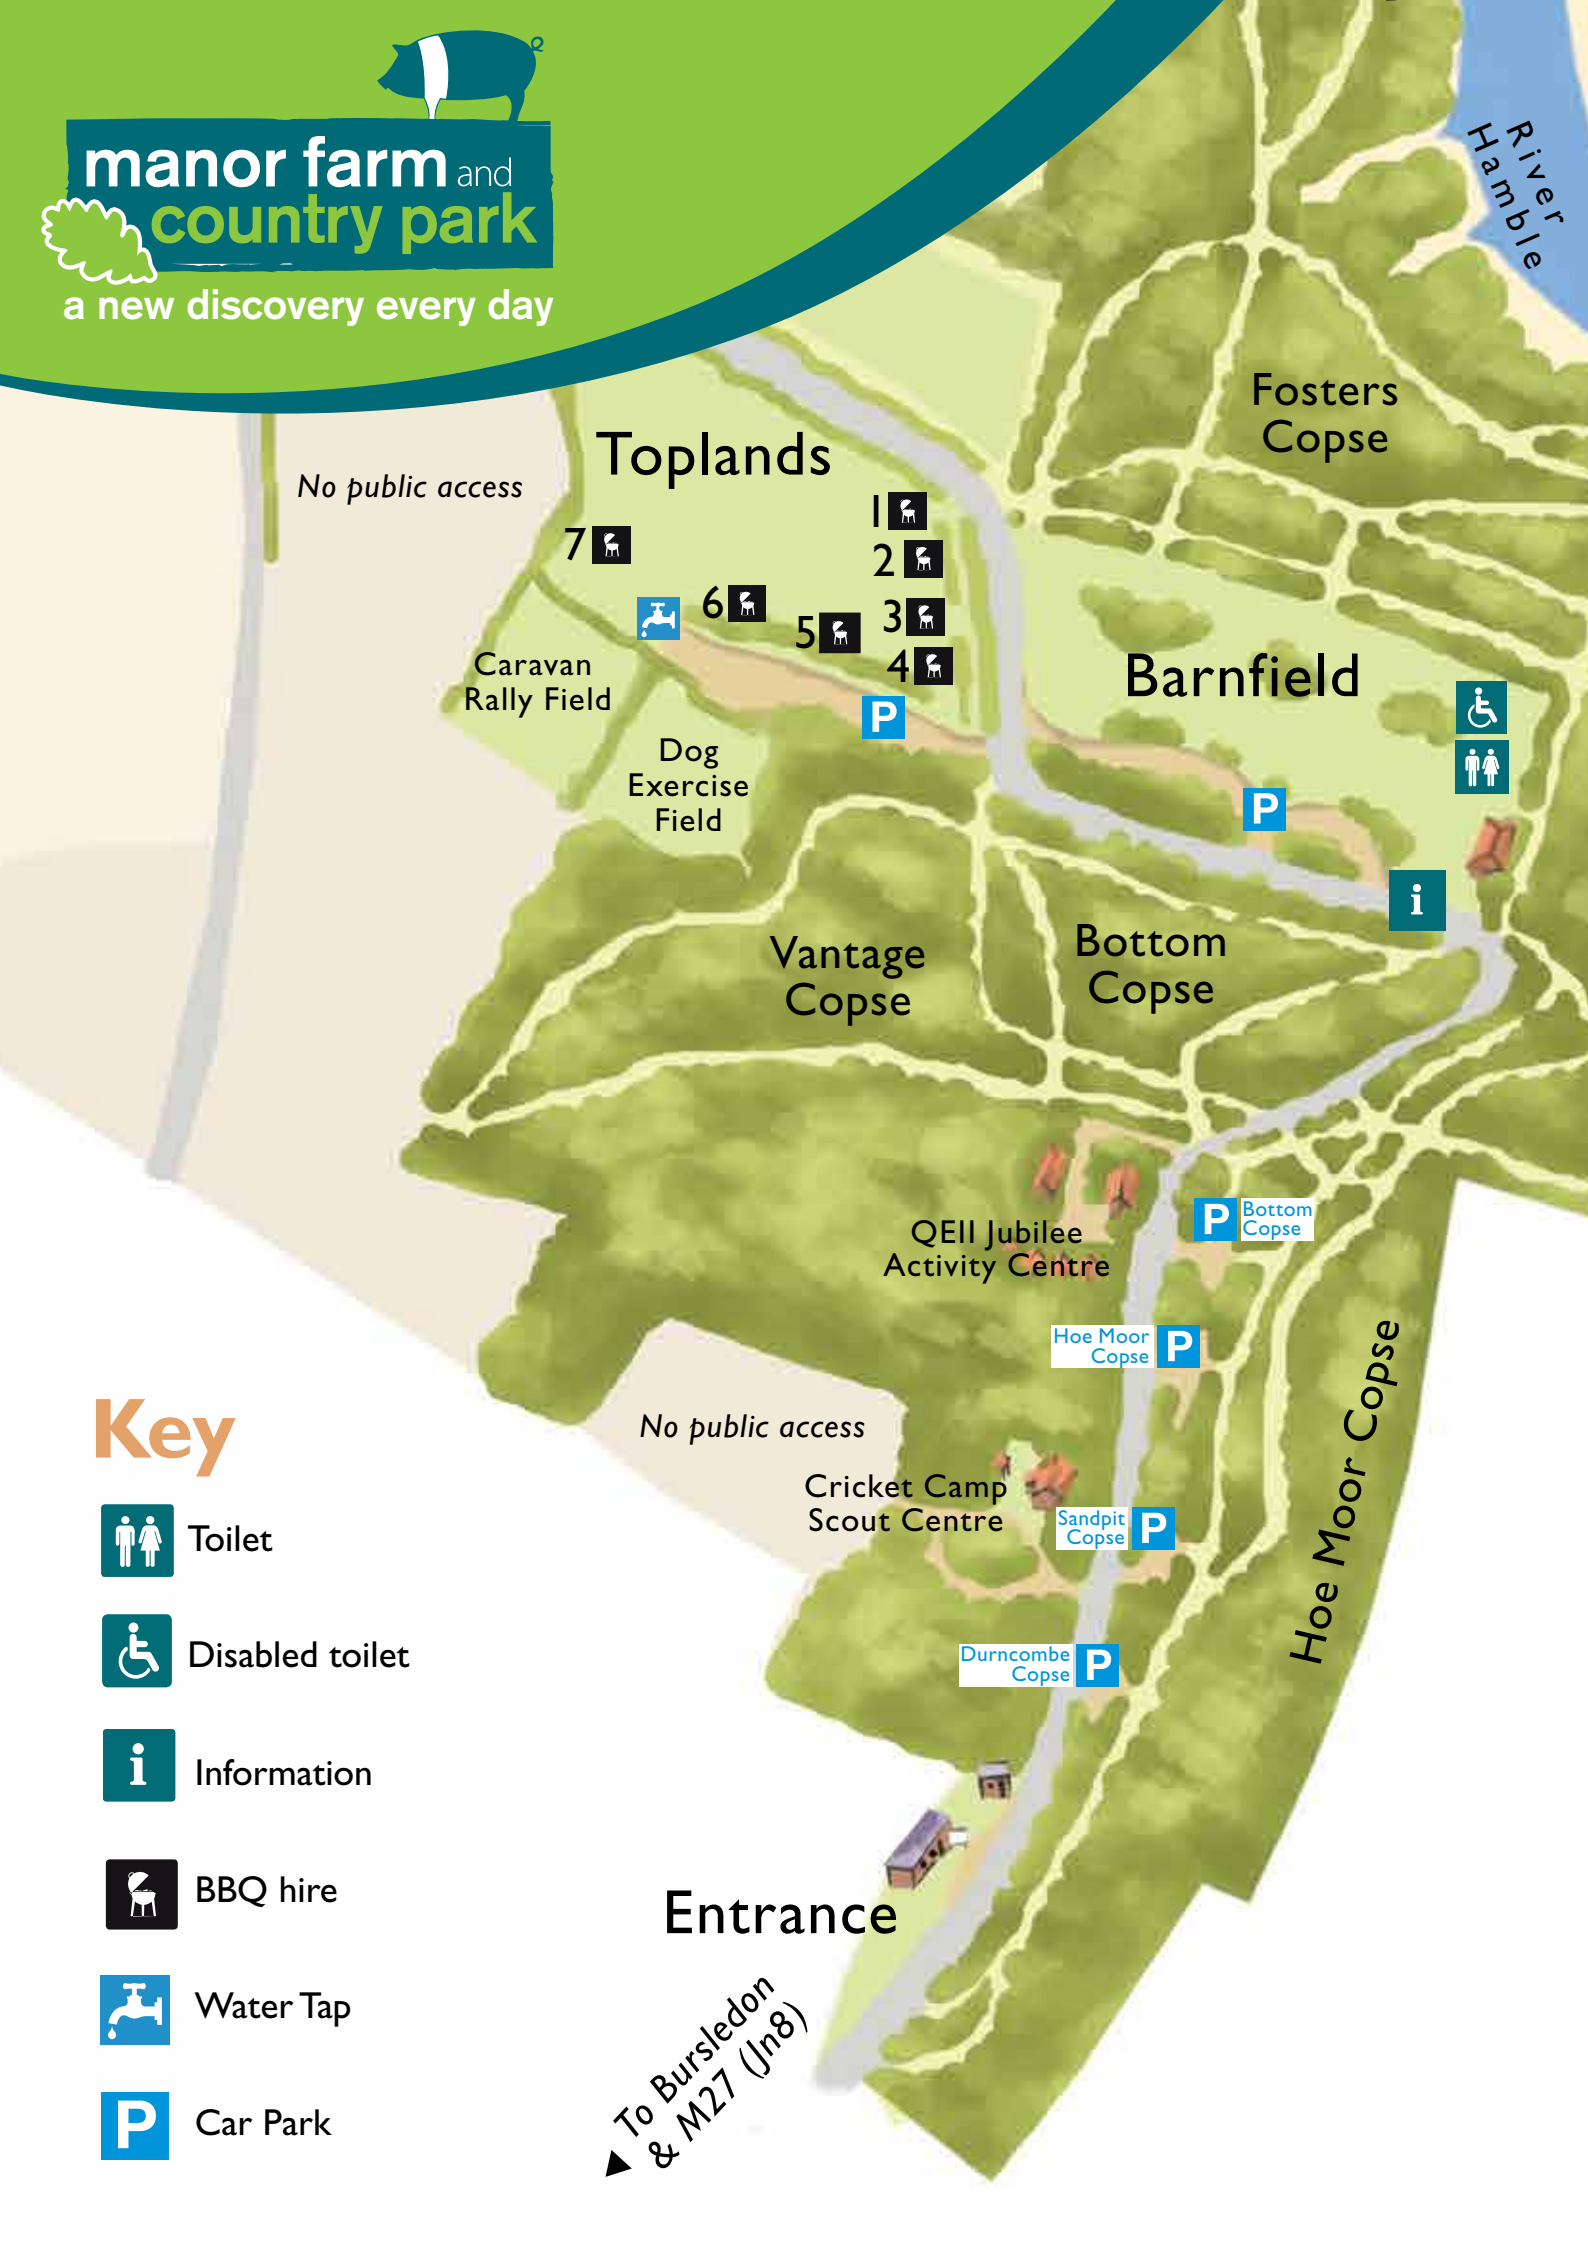 manor farm and
country park
a new discovery every day
River
Hamble
Fosters
Copse
Toplands
No public access
1
7
2
6
3
5
4
Caravan
Rally Field
Barnfield
P
Dog
Exercise
Field
P
i
Vantage
Copse
Bottom
Copse
P Bottom
Copse
QEII Jubilee
Activity Centre
Hoe Moor
Copse P
Hoe Moor Copse
No public access
Cricket Camp
Scout Centre
Sandpit
Copse P
Durncombe
Copse P
Entrance
To Bursledon
& M27 (Jn8)
Key
Toilet
Disabled toilet
i Information
BBQ hire
Water Tap
P Car Park